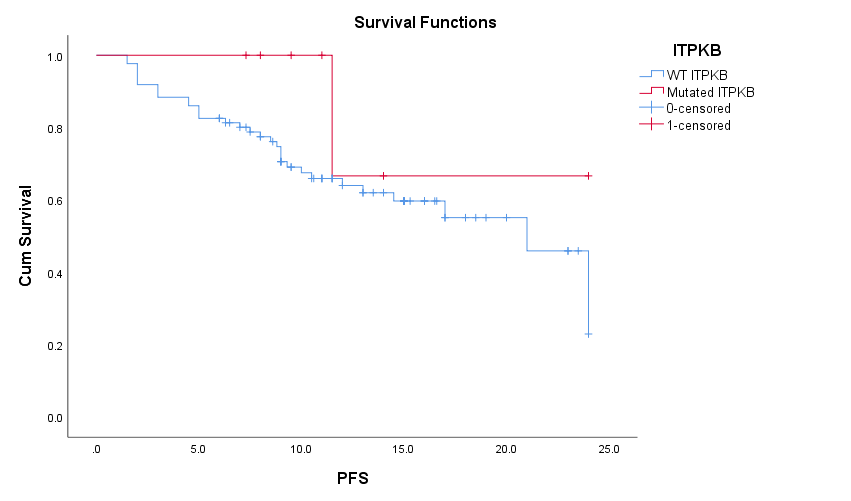 Survival Functions
ITPKB
WT ITPKB
Mutated ITPKB
0-censored
1-censored
Cum Survival
1.0
0.8
0.6
0.4
0.2
0.0
.0 5.0 10.0 15.0 20.0 25.0
PFS